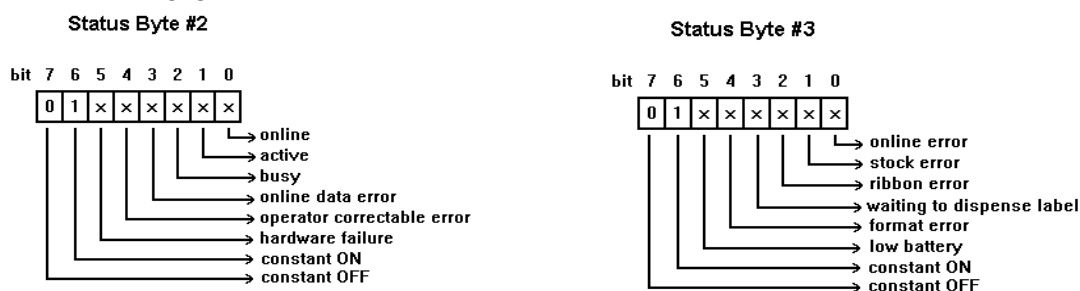 Status Byte #2
bit 7 6 5 4 3 2 1 0
0 1 × × × × × ×
online
active
busy
online data error
operator correctable error
hardware failure
constant ON
constant OFF
Status Byte #3
bit 7 6 5 4 3 2 1 0
0 1 × × × × × ×
online error
stock error
ribbon error
waiting to dispense label
format error
low battery
constant ON
constant OFF